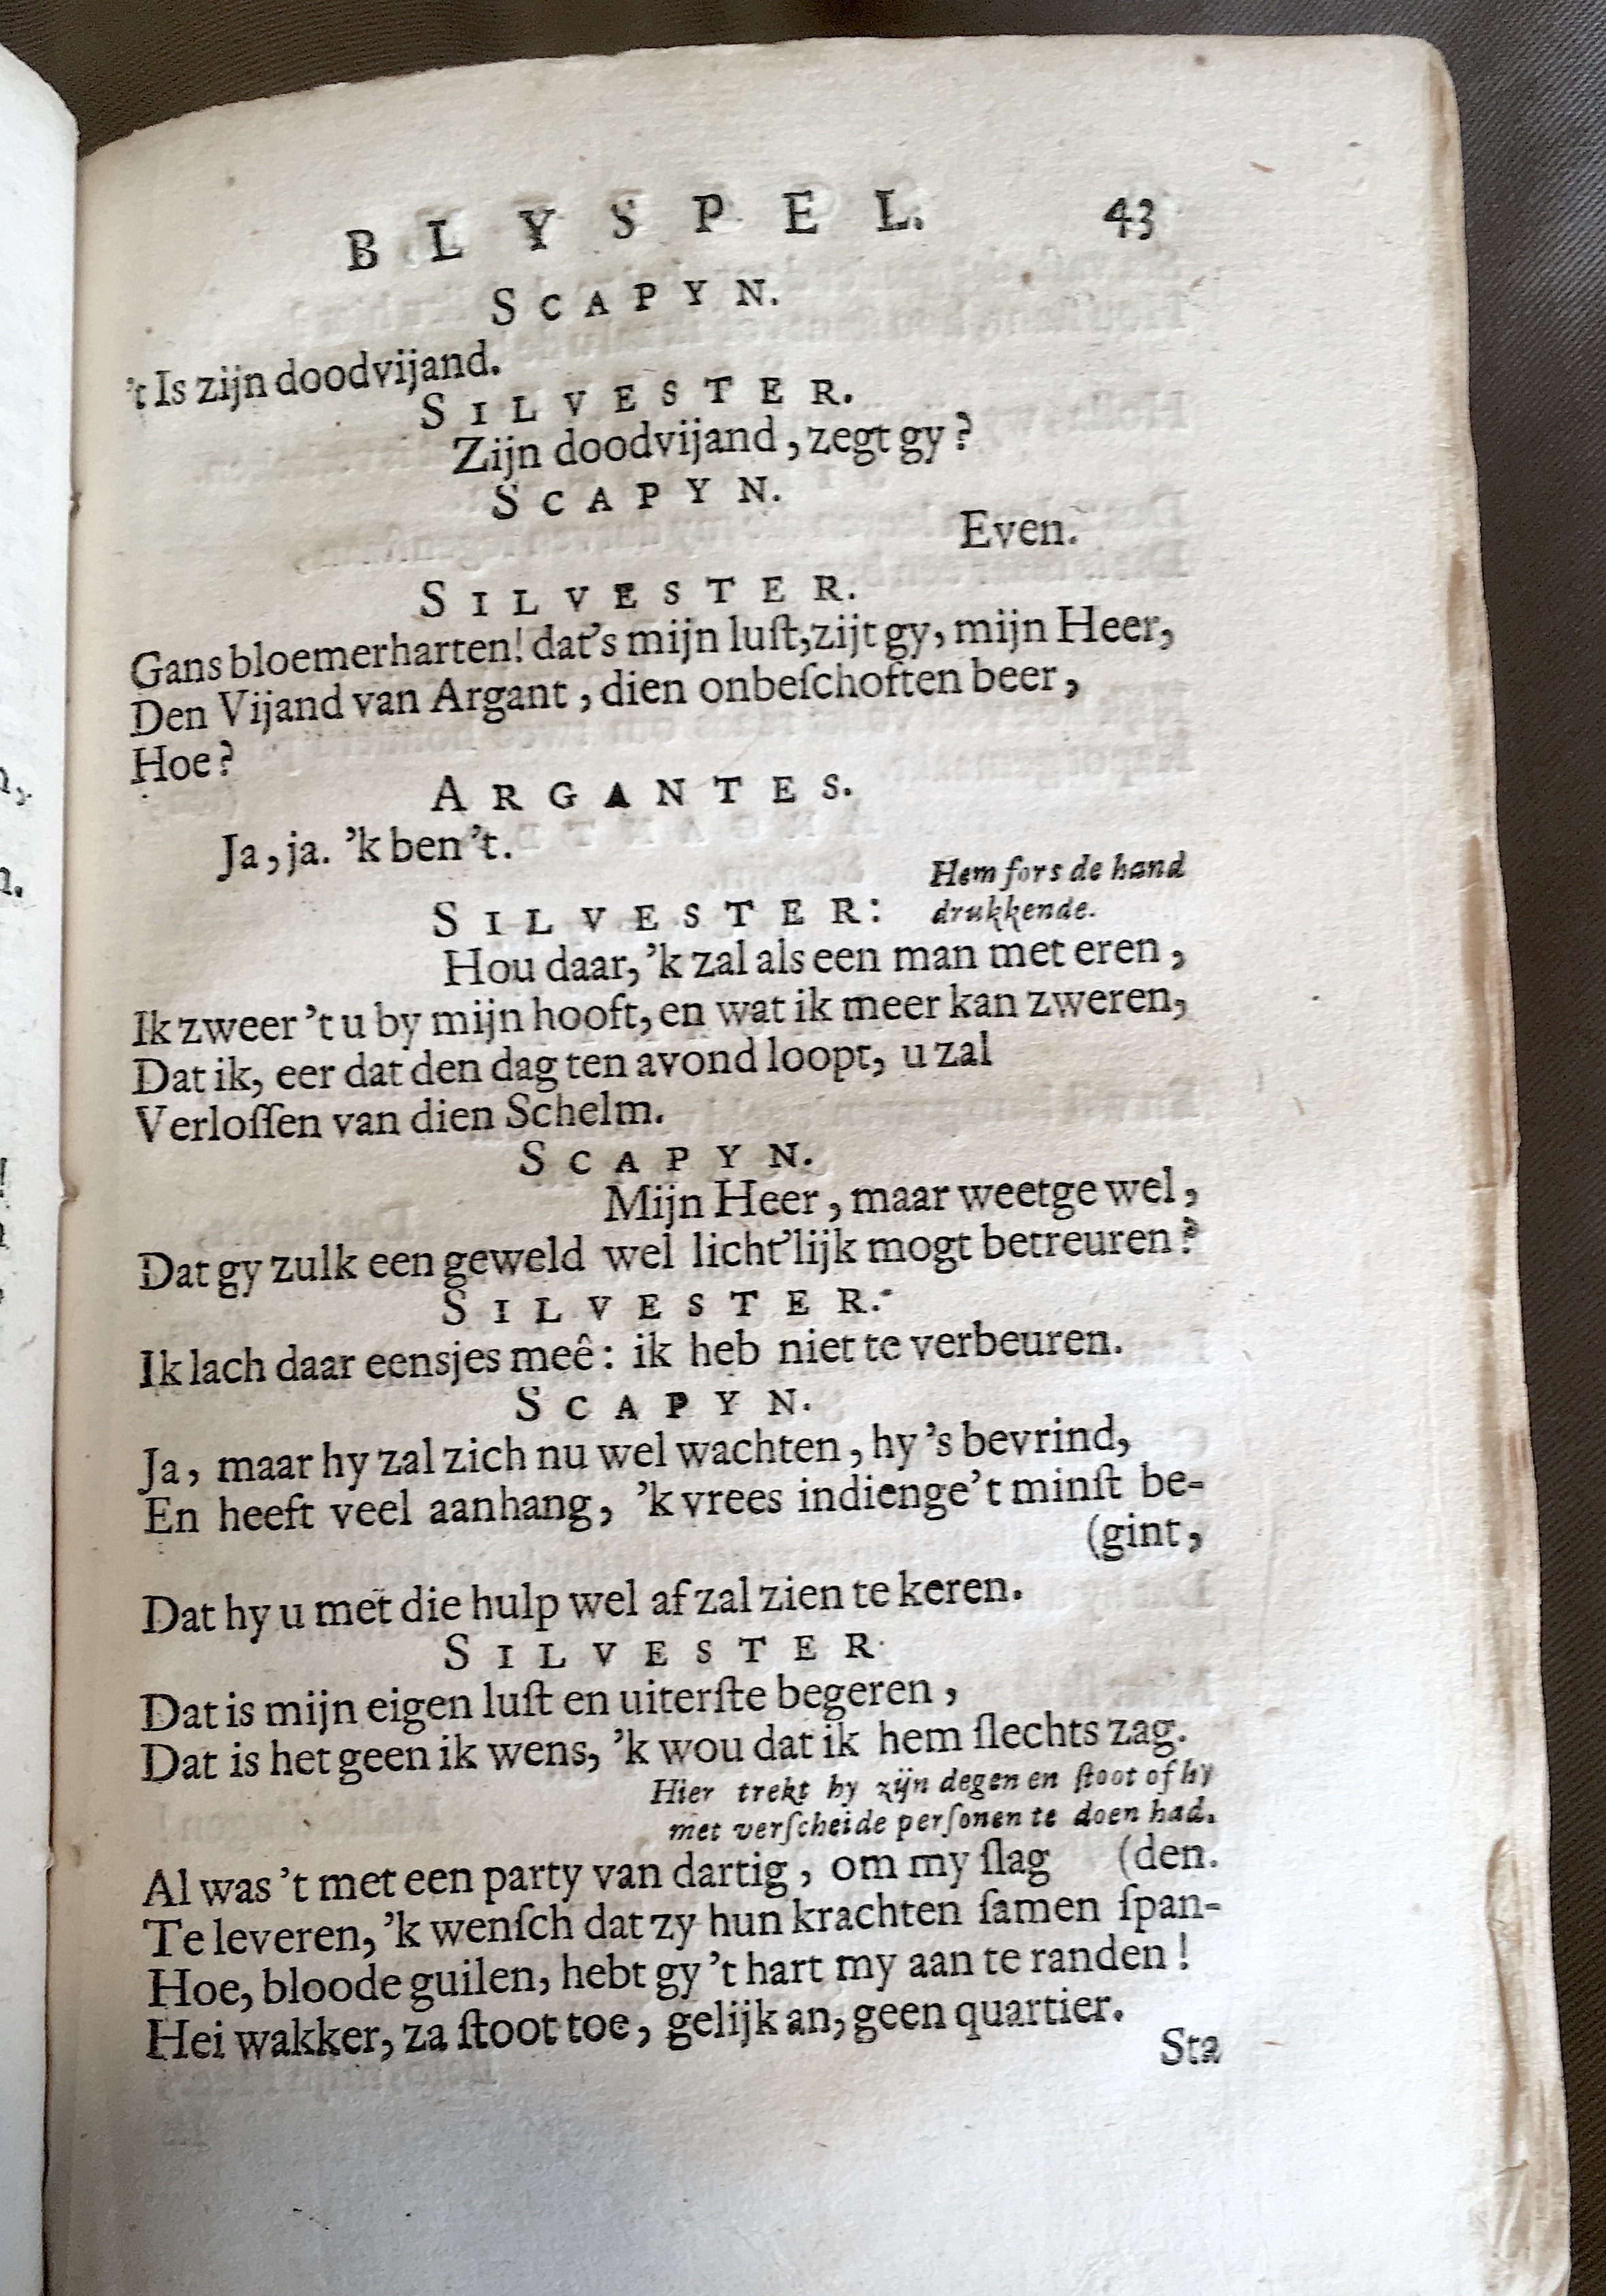 BLYSPEL. 43
SCAPYN.
't Is zijn doodvijand.
SILVESTER.
Zijn doodvijand, zegt gy?
SCAPYN.
Even.
SILVESTER.
Gans bloemerharten! dat's mijn luſt, zijt gy, mijn Heer,
Den Vijand van Argant, dien onbeſchoften beer,
Hoe?
ARGANTES.
Ja, ja. 'k ben 't.
Hem fors de hand
SILVESTER: drukkende.
Hou daar, 'k zal als een man met eren,
Ik zweer 't u by mijn hooft, en wat ik meer kan zweren,
Dat ik, eer dat den dag ten avond loopt, u zal
Verloſſen van dien Schelm.
SCAPYN.
Mijn Heer, maar weetge wel,
Dat gy zulk een geweld wel licht'lijk mogt betreuren?
SILVESTER.
Ik lach daar eensjes meê: ik heb niet te verbeuren.
SCAPYN.
Ja, maar hy zal zich nu wel wachten, hy 's bevrind,
En heeft veel aanhang, 'k vrees indienge 't minſt be-
(gint,
Dat hy u met die hulp wel af zal zien te keren.
SILVESTER
Dat is mijn eigen luſt en uiterſte begeren,
Dat is het geen ik wens, 'k wou dat ik hem ſlechts zag.
Hier trekt hy zijn degen en ſtoot of hy
met verſcheide perſonen te doen had.
Al was 't met een party van dartig, om my ſlag (den.
Te leveren, 'k wenſch dat zy hun krachten ſamen ſpan-
Hoe, bloode guilen, hebt gy 't hart my aan te randen!
Hei wakker, za ſtoot toe, gelijk an, geen quartier.
Sta